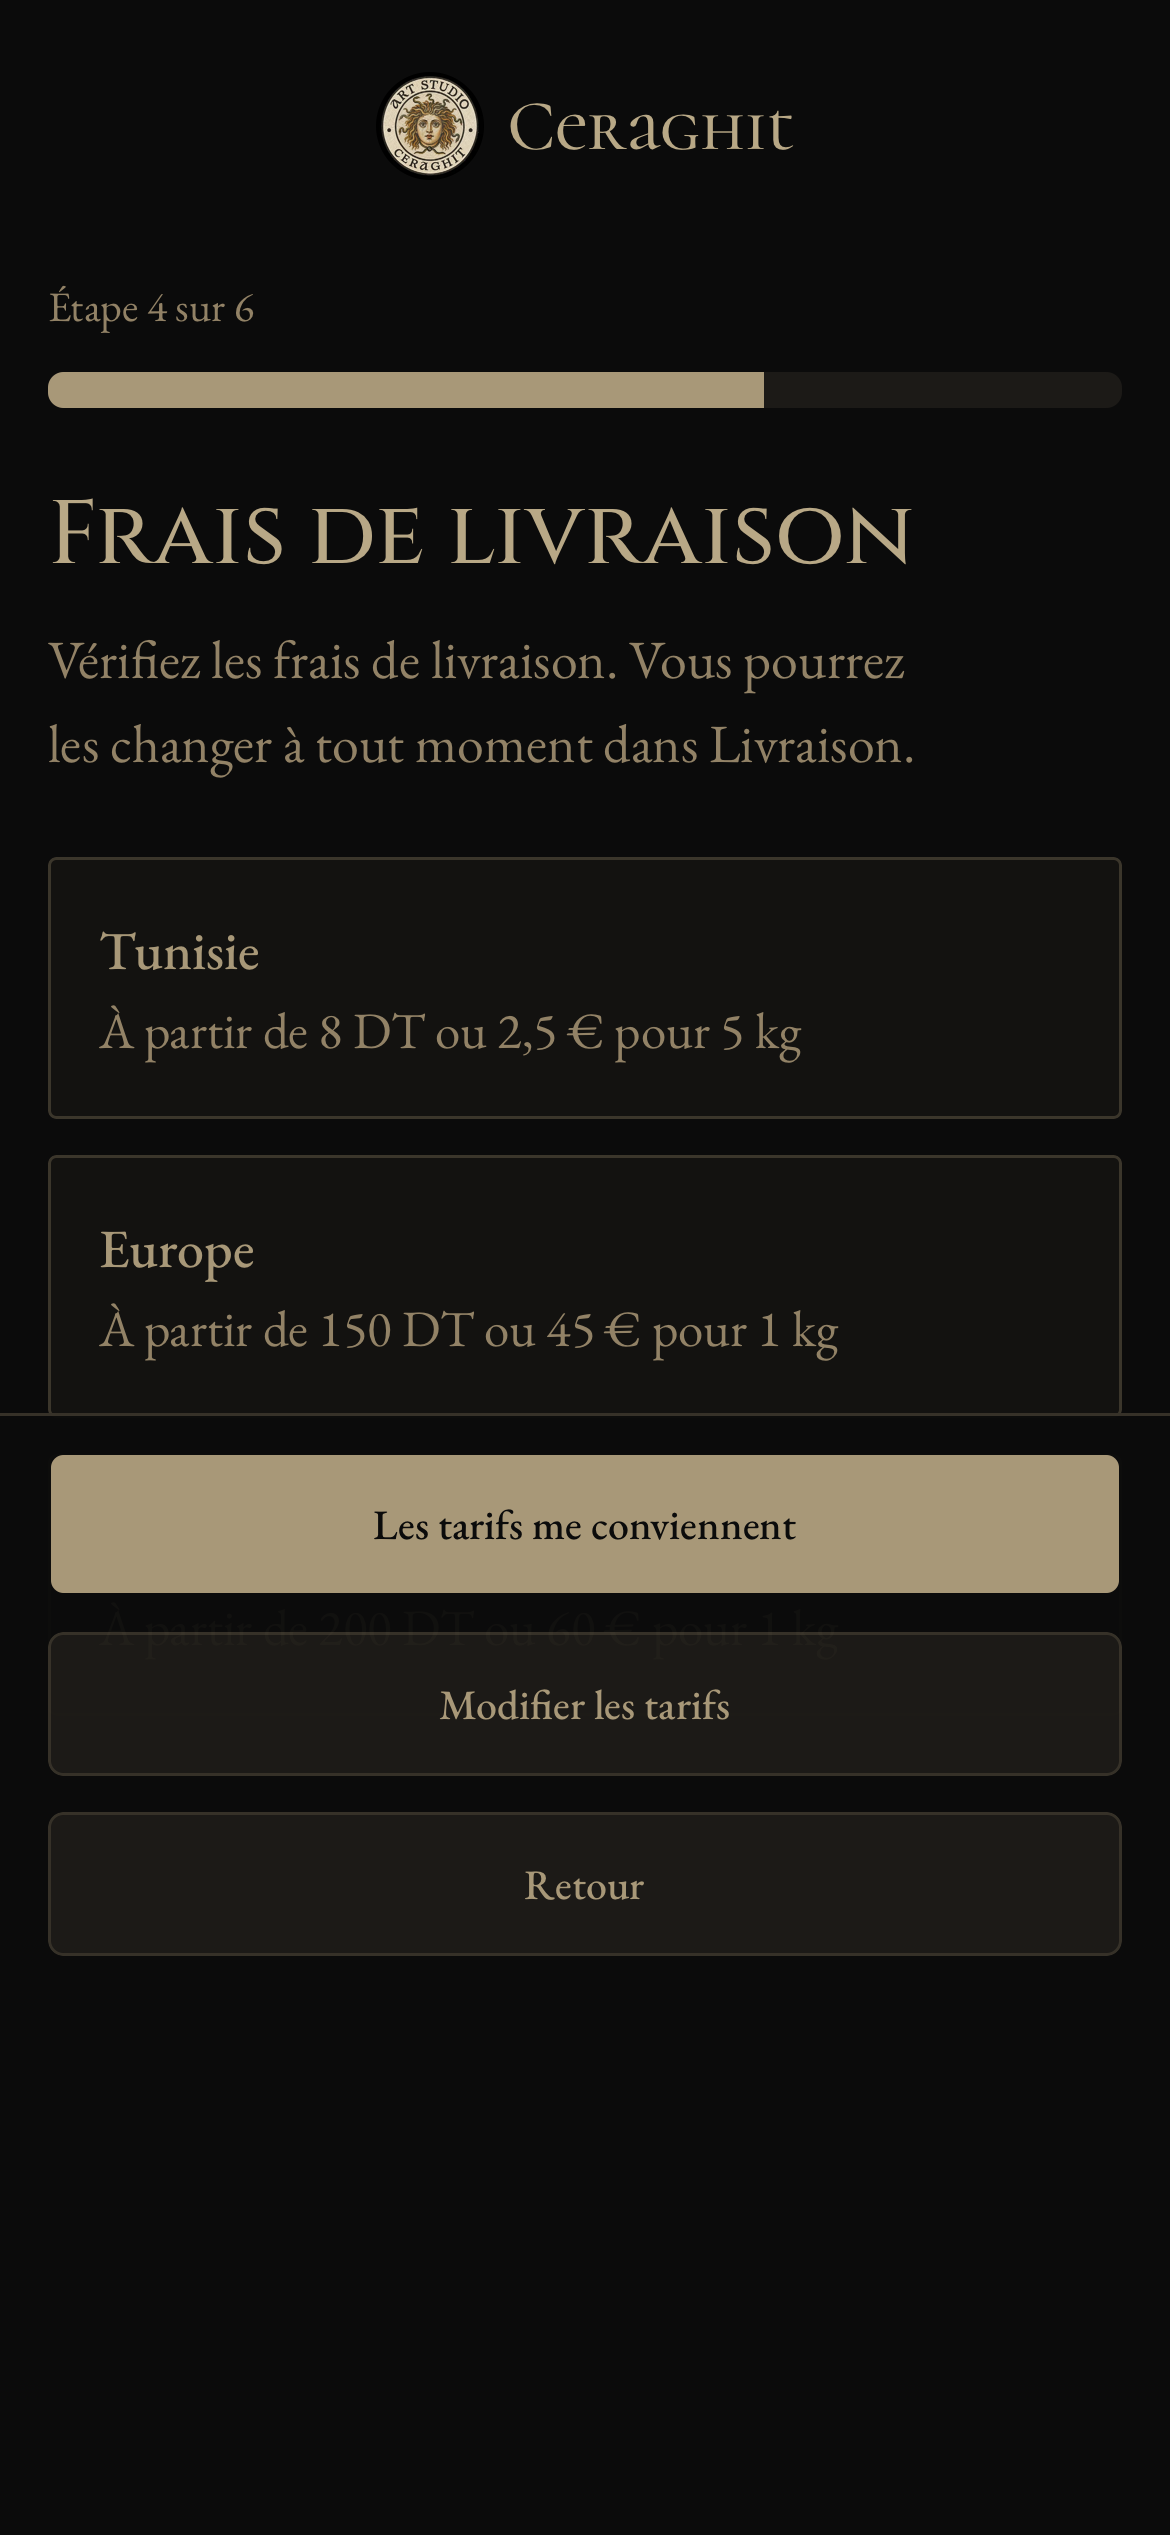 ART STUDIO
CERAGHIT
Ceraghit
Étape 4 sur 6
Frais de livraison
Vérifiez les frais de livraison. Vous pourrez
les changer à tout moment dans Livraison.
Tunisie
À partir de 8 DT ou 2,5 € pour 5 kg
Europe
À partir de 150 DT ou 45 € pour 1 kg
Les tarifs me conviennent
À partir de 200 DT ou 60 € pour 1 kg
Modifier les tarifs
Retour